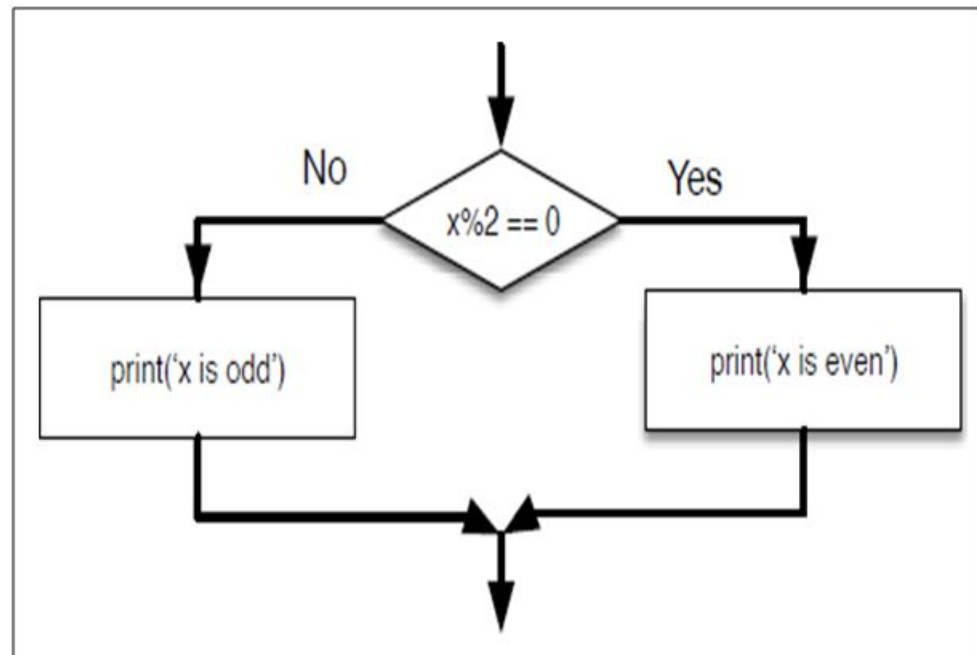 No
Yes
x%2 == 0
print(‘x is odd’)
print(‘x is even’)